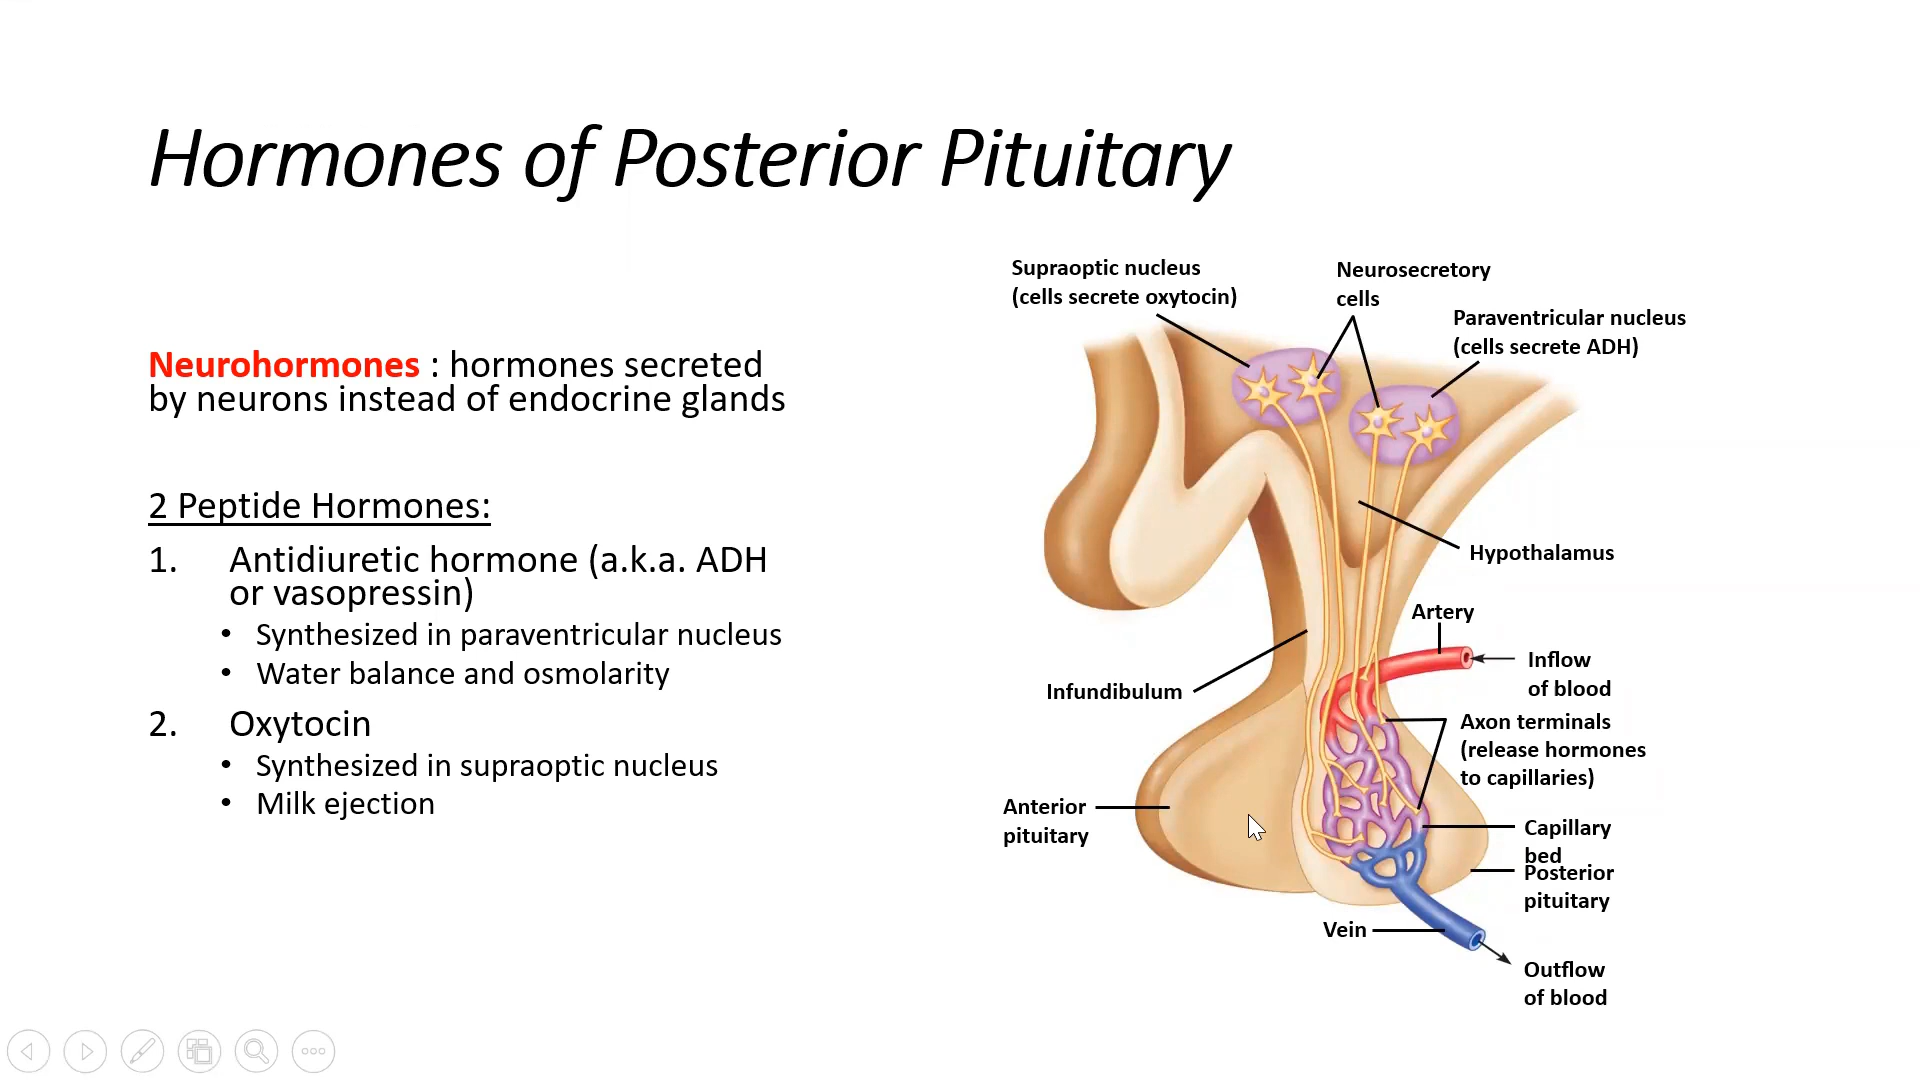 Hormones of Posterior Pituitary
Neurohormones : hormones secreted
by neurons instead of endocrine glands
2 Peptide Hormones:
1. Antidiuretic hormone (a.k.a. ADH
or vasopressin)
• Synthesized in paraventricular nucleus
• Water balance and osmolarity
2. Oxytocin
• Synthesized in supraoptic nucleus
• Milk ejection
Supraoptic nucleus
(cells secrete oxytocin)
Neurosecretory
cells
Paraventricular nucleus
(cells secrete ADH)
Hypothalamus
Artery
Inflow
of blood
Infundibulum
Axon terminals
(release hormones
to capillaries)
Anterior
pituitary
Capillary
bed
Posterior
pituitary
Vein
Outflow
of blood